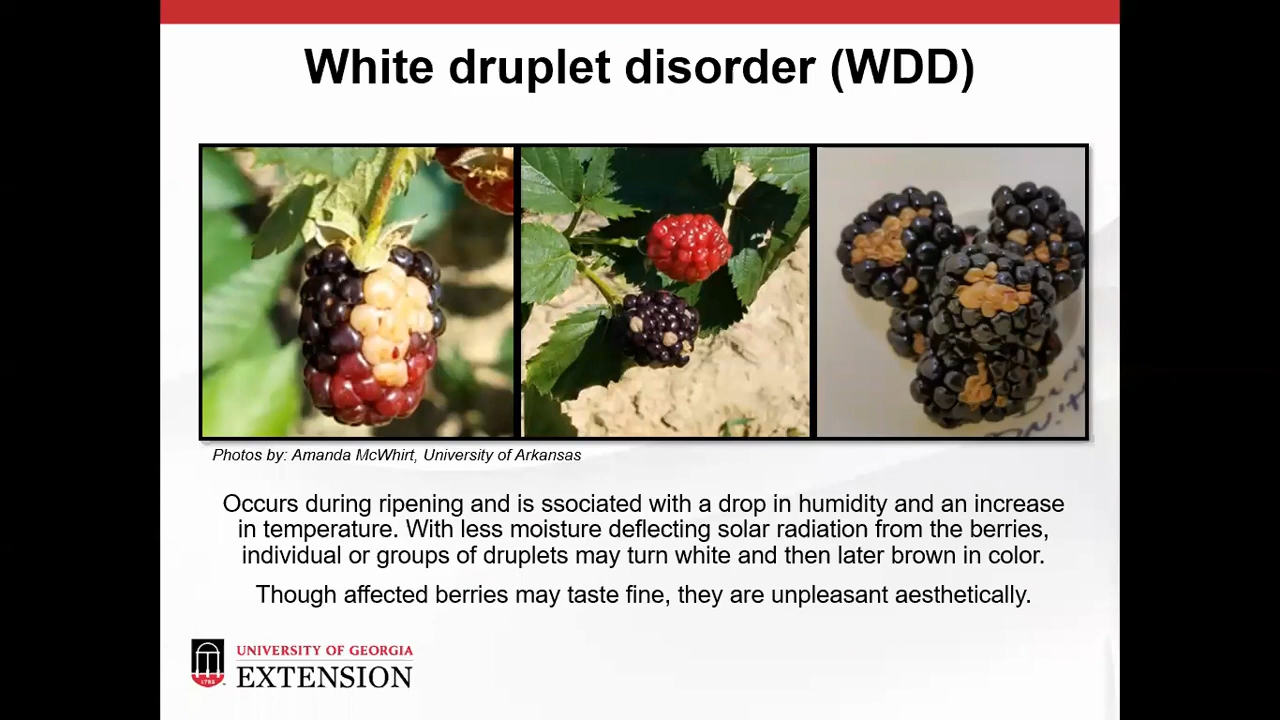 White druplet disorder (WDD)
Photos by: Amanda McWhirt, University of Arkansas
Occurs during ripening and is ssociated with a drop in humidity and an increase
in temperature. With less moisture deflecting solar radiation from the berries,
individual or groups of druplets may turn white and then later brown in color.
Though affected berries may taste fine, they are unpleasant aesthetically.
1785
UNIVERSITY OF GEORGIA
EXTENSION